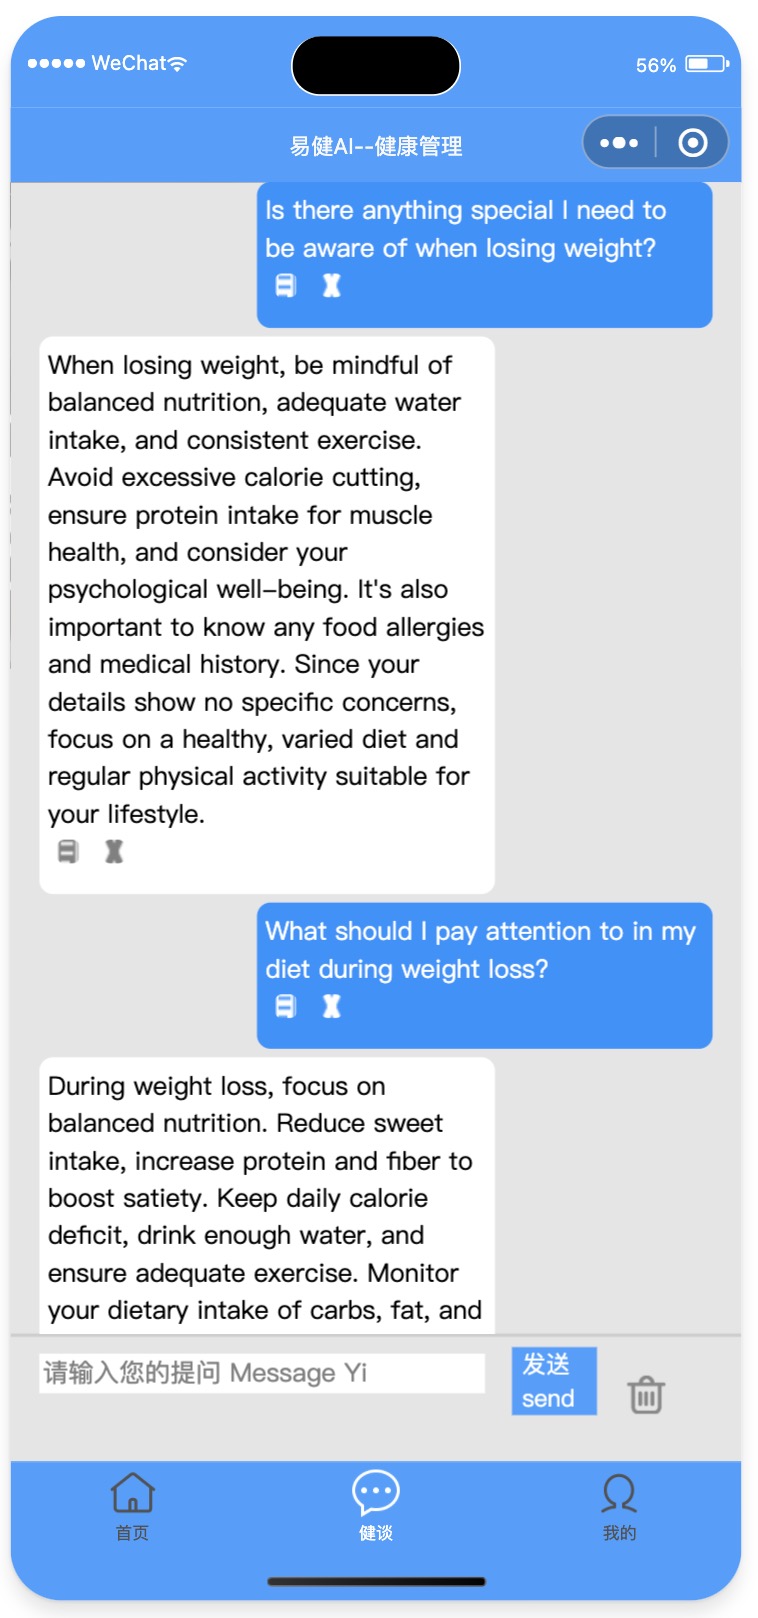 WeChat
56%
易健AI--健康管理
Is there anything special I need to
be aware of when losing weight?
When losing weight, be mindful of
balanced nutrition, adequate water
intake, and consistent exercise.
Avoid excessive calorie cutting,
ensure protein intake for muscle
health, and consider your
psychological well-being. It's also
important to know any food allergies
and medical history. Since your
details show no specific concerns,
focus on a healthy, varied diet and
regular physical activity suitable for
your lifestyle.
What should I pay attention to in my
diet during weight loss?
During weight loss, focus on
balanced nutrition. Reduce sweet
intake, increase protein and fiber to
boost satiety. Keep daily calorie
deficit, drink enough water, and
ensure adequate exercise. Monitor
your dietary intake of carbs, fat, and
请输入您的提问 Message Yi
发送
send
首页
健谈
我的